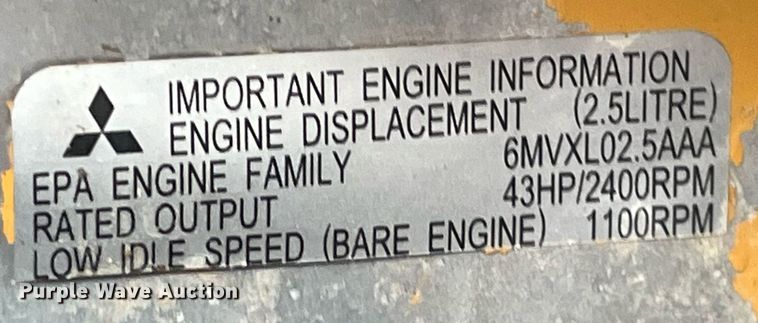 IMPORTANT ENGINE INFORMATION
ENGINE DISPLACEMENT (2.5LITRE)
EPA ENGINE FAMILY 6MVXL02.5AAA
RATED OUTPUT 43HP/2400RPM
LOW IDLE SPEED (BARE ENGINE) 1100RPM
Purple Wave Auction